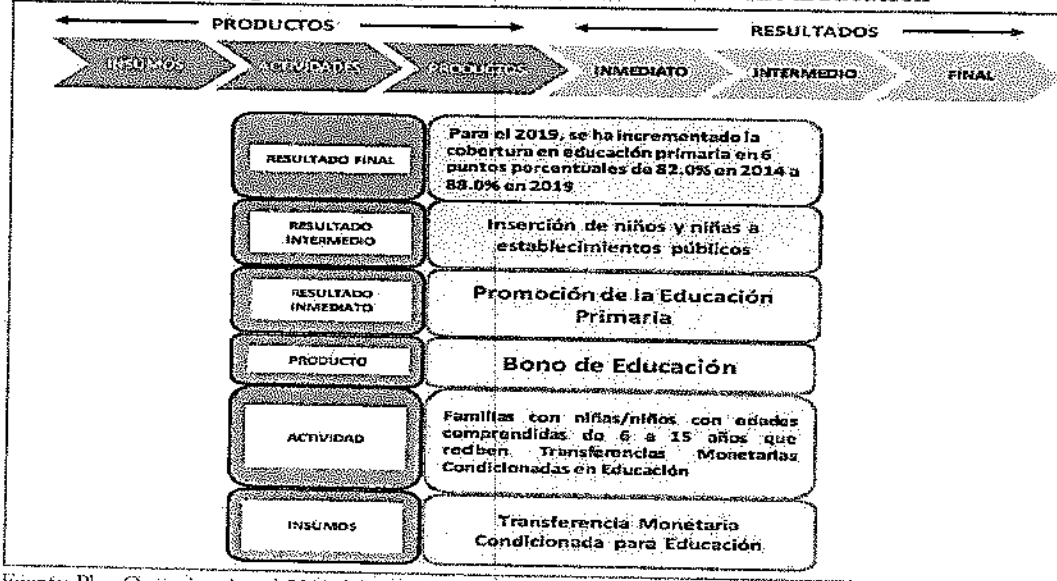 PRODUCTOS
RESULTADOS
INSUMOS
ACTIVIDADES
PRODUCTOS
INMEDIATO
INTERMEDIO
FINAL
RESULTADO FINAL
Para el 2019, se ha incrementado la
cobertura en educación primaria en 6
puntos porcentuales de 82.0% en 2014 a
88.0% en 2019
RESULTADO
INTERMEDIO
Inserción de niños y niñas a
establecimientos públicos
RESULTADO
INMEDIATO
Promoción de la Educación
Primaria
PRODUCTO
Bono de Educación
ACTIVIDAD
Familias con niñas/niños con edades
comprendidas de 6 a 15 años que
reciben Transferencias Monetarias
Condicionadas en Educación
INSUMOS
Transferencia Monetaria
Condicionada para Educación